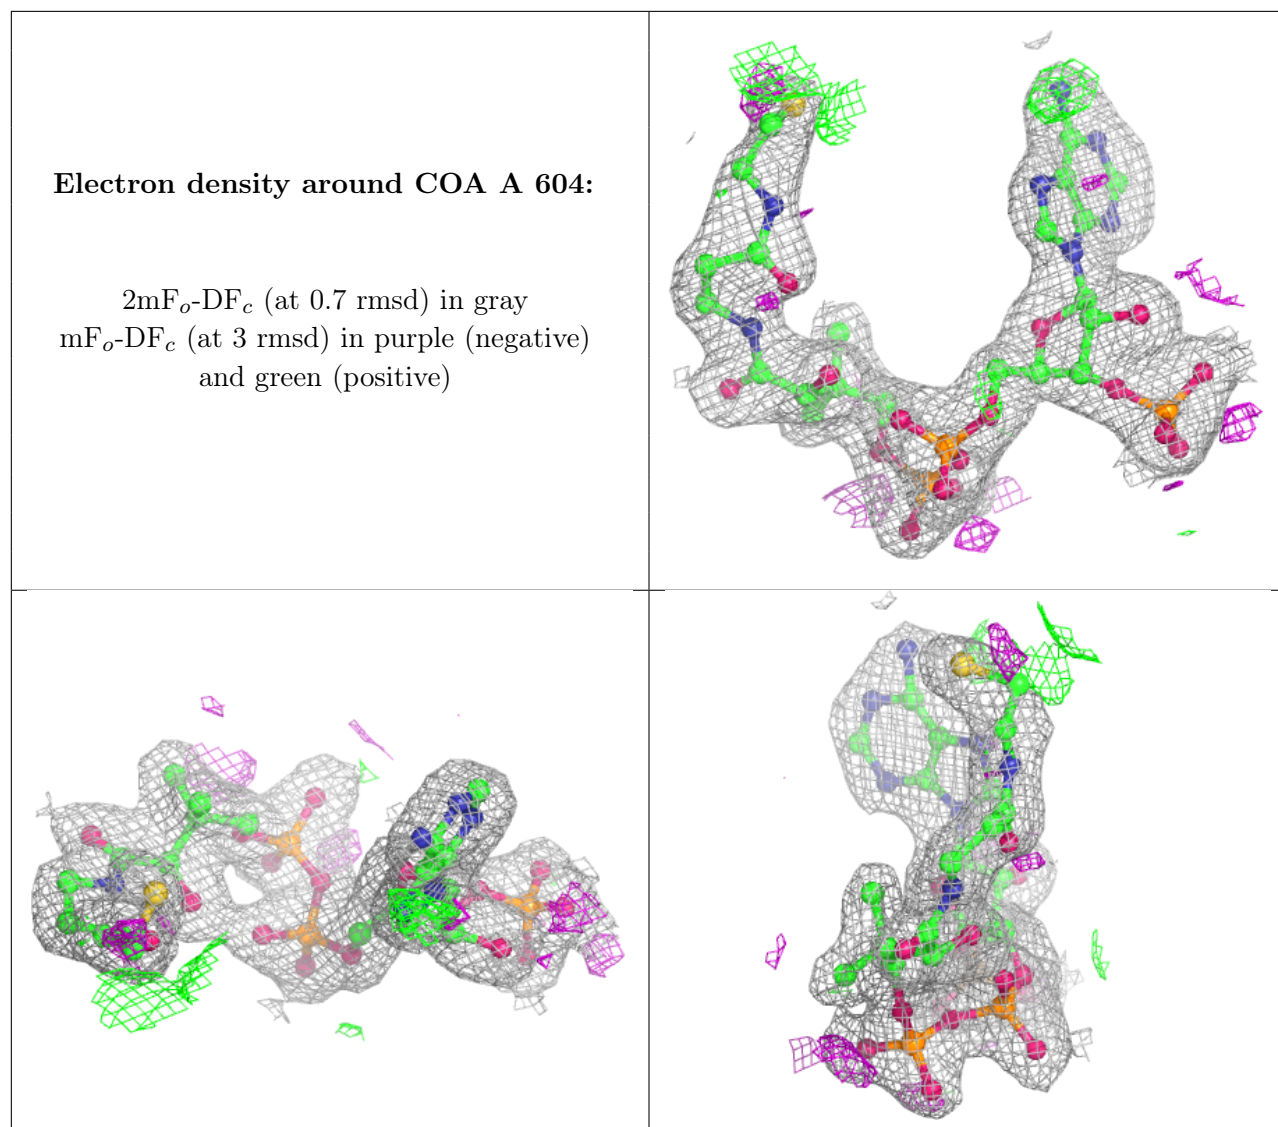 Electron density around COA A 604:
2mFo-DFc (at 0.7 rmsd) in gray
mFo-DFc (at 3 rmsd) in purple (negative)
and green (positive)